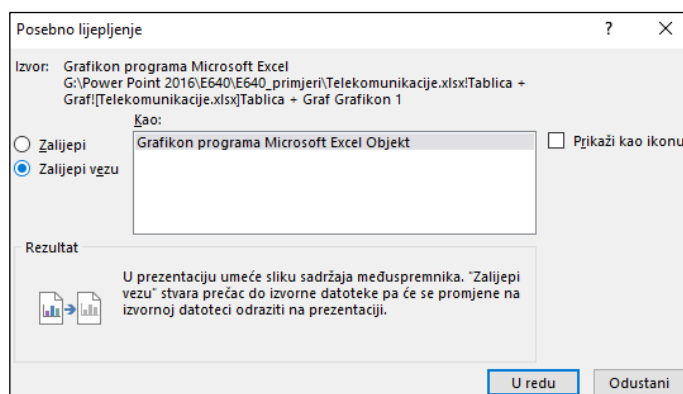 Posebno lijepljenje
?
Izvor: Grafikon programa Microsoft Excel
G:\Power Point 2016\E640\E640_primjeri\Telekomunikacije.xlsx!Tablica +
Graf![Telekomunikacije.xlsx]Tablica + Graf Grafikon 1
Kao:
Zalijepi
Zalijepi vezu
Grafikon programa Microsoft Excel Objekt
Prikaži kao ikonu
Rezultat
U prezentaciju umeće sliku sadržaja međuspremnika. "Zalijepi
vezu" stvara prečac do izvorne datoteke pa će se promjene na
izvornoj datoteci odraziti na prezentaciji.
U redu
Odustani